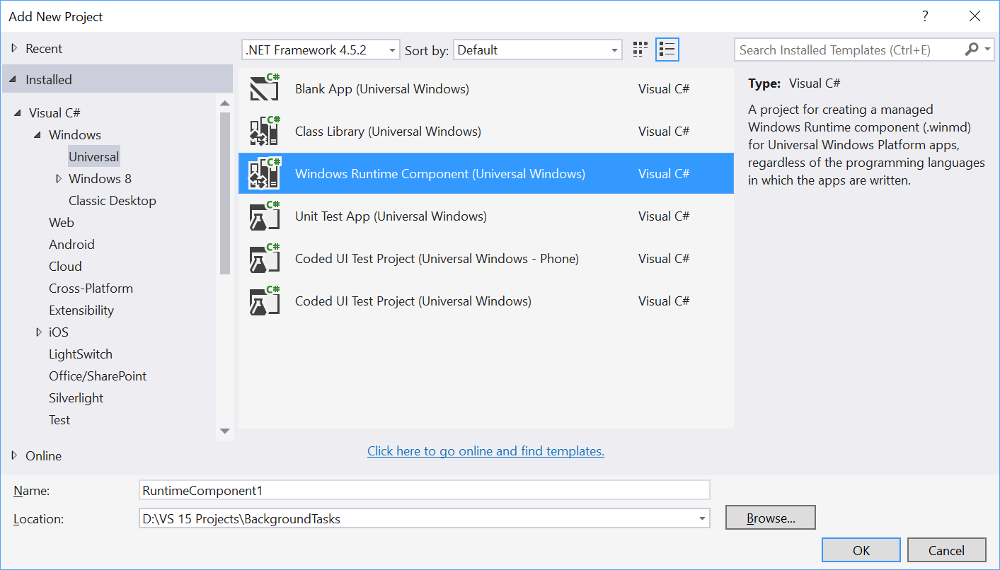 Add New Project
?
Recent
Installed
Visual C#
Windows
Universal
Windows 8
Classic Desktop
Web
Android
Cloud
Cross-Platform
Extensibility
iOS
LightSwitch
Office/SharePoint
Silverlight
Test
Online
.NET Framework 4.5.2 Sort by: Default
C# Blank App (Universal Windows) Visual C#
C# Class Library (Universal Windows) Visual C#
C# Windows Runtime Component (Universal Windows) Visual C#
C# Unit Test App (Universal Windows) Visual C#
C# Coded UI Test Project (Universal Windows - Phone) Visual C#
C# Coded UI Test Project (Universal Windows) Visual C#
Click here to go online and find templates.
Search Installed Templates (Ctrl+E)
Type: Visual C#
A project for creating a managed
Windows Runtime component (.winmd)
for Universal Windows Platform apps,
regardless of the programming languages
in which the apps are written.
Name: RuntimeComponent1
Location: D:\VS 15 Projects\BackgroundTasks
Browse...
OK Cancel